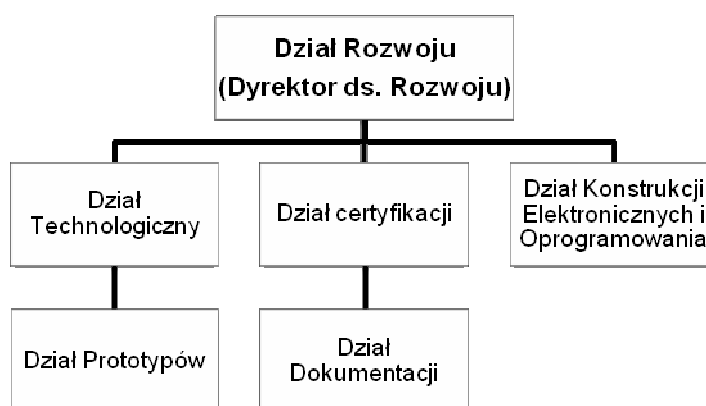 Dział Rozwoju
(Dyrektor ds. Rozwoju)
Dział
Technologiczny
Dział certyfikacji
Dział Konstrukcji
Elektronicznych i
Oprogramowania
Dział Prototypów
Dział
Dokumentacji